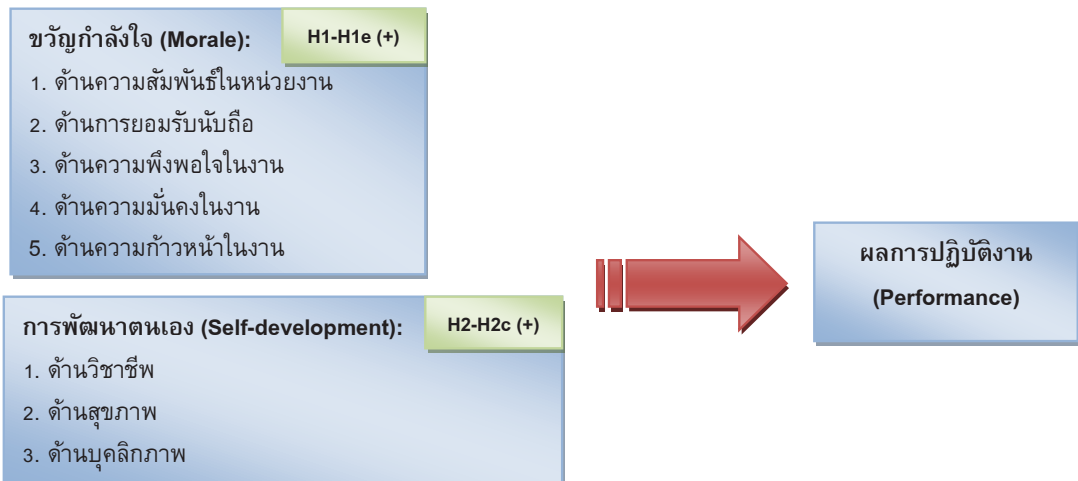 ขวัญกำลังใจ (Morale):
H1-H1e (+)
1. ด้านความสัมพันธ์ในหน่วยงาน
2. ด้านการยอมรับนับถือ
3. ด้านความพึงพอใจในงาน
4. ด้านความมั่นคงในงาน
5. ด้านความก้าวหน้าในงาน
การพัฒนาตนเอง (Self-development):
H2-H2c (+)
1. ด้านวิชาชีพ
2. ด้านสุขภาพ
3. ด้านบุคลิกภาพ
ผลการปฏิบัติงาน
(Performance)